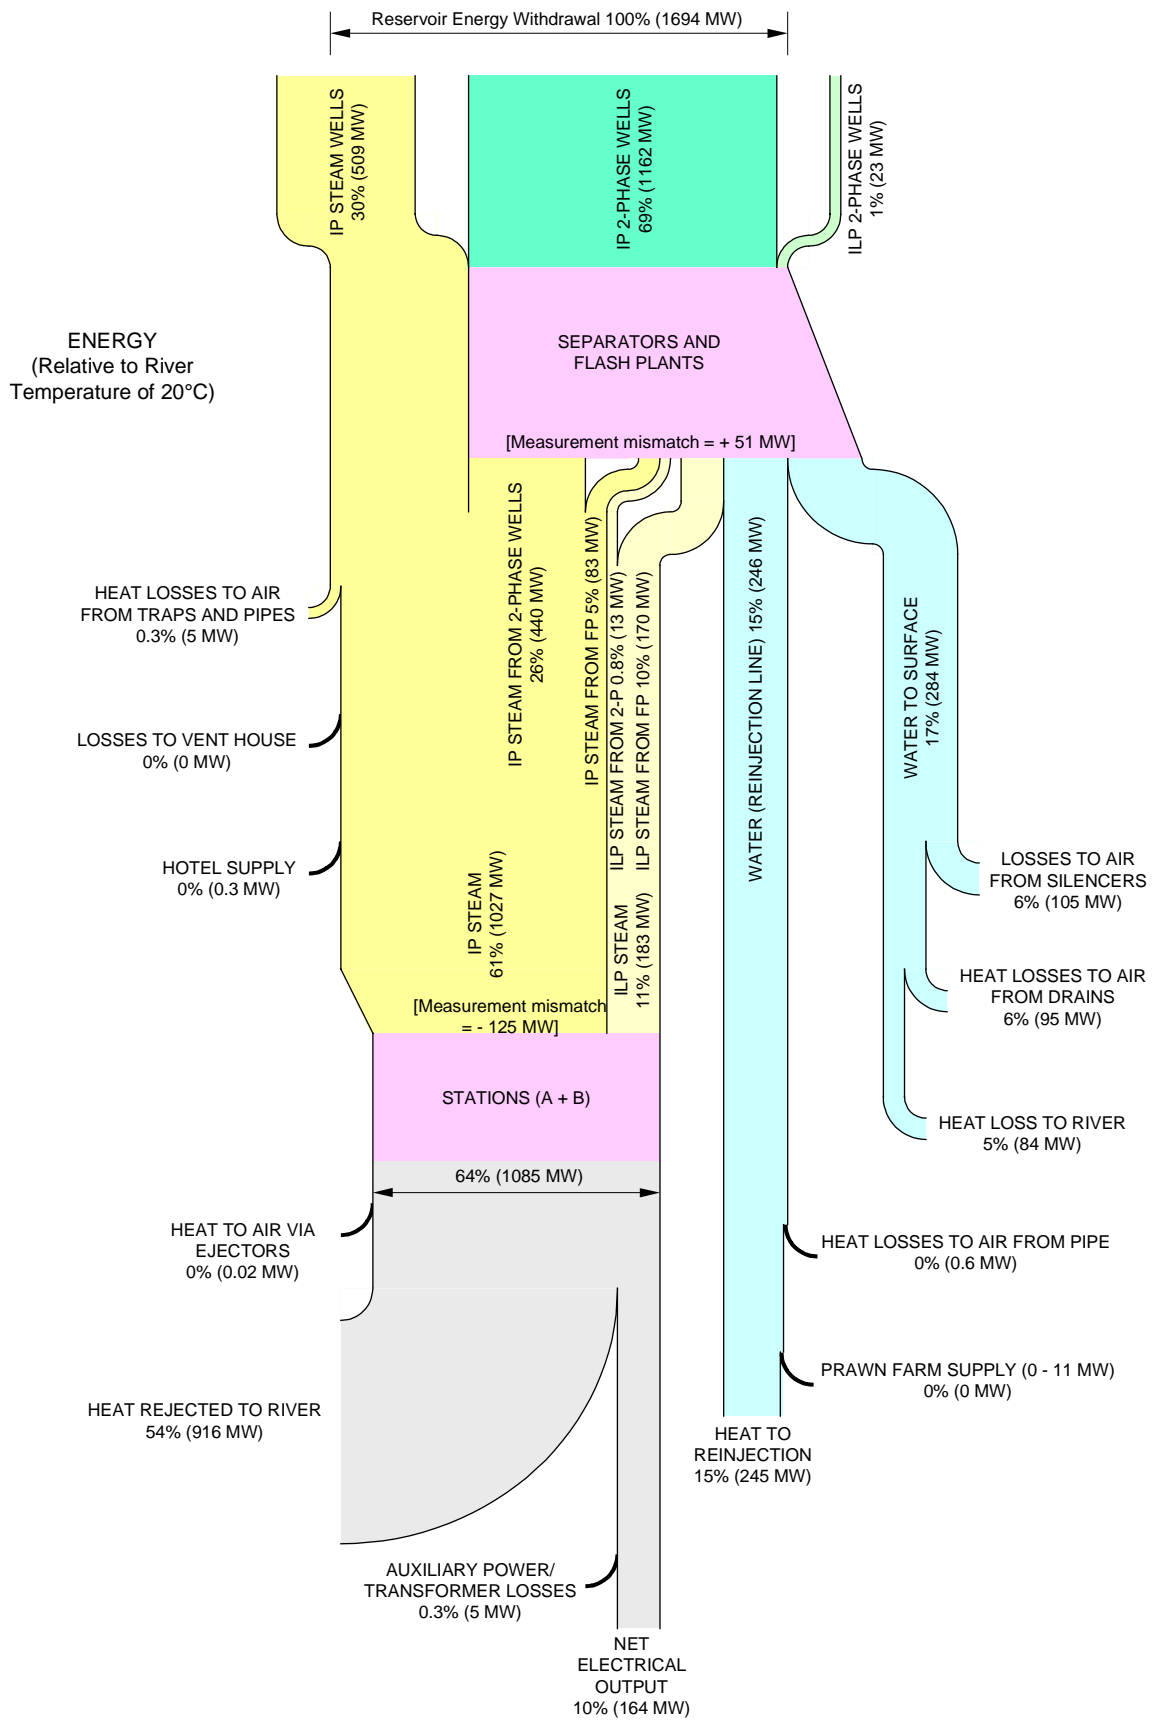 Reservoir Energy Withdrawal 100% (1694 MW)
IP STEAM WELLS
30% (509 MW)
IP 2-PHASE WELLS
69% (1162 MW)
ILP 2-PHASE WELLS
1% (23 MW)
ENERGY
(Relative to River
Temperature of 20°C)
SEPARATORS AND
FLASH PLANTS
[Measurement mismatch = + 51 MW]
IP STEAM FROM 2-PHASE WELLS
26% (440 MW)
IP STEAM FROM FP 5% (83 MW)
ILP STEAM FROM 2-P 0.8% (13 MW)
ILP STEAM FROM FP 10% (170 MW)
WATER (REINJECTION LINE) 15% (246 MW)
WATER TO SURFACE
17% (284 MW)
HEAT LOSSES TO AIR
FROM TRAPS AND PIPES
0.3% (5 MW)
LOSSES TO VENT HOUSE
0% (0 MW)
HOTEL SUPPLY
0% (0.3 MW)
IP STEAM
61% (1027 MW)
ILP STEAM
11% (183 MW)
LOSSES TO AIR
FROM SILENCERS
6% (105 MW)
HEAT LOSSES TO AIR
FROM DRAINS
6% (95 MW)
[Measurement mismatch
= - 125 MW]
STATIONS (A + B)
HEAT LOSS TO RIVER
5% (84 MW)
64% (1085 MW)
HEAT TO AIR VIA
EJECTORS
0% (0.02 MW)
HEAT LOSSES TO AIR FROM PIPE
0% (0.6 MW)
PRAWN FARM SUPPLY (0 - 11 MW)
0% (0 MW)
HEAT REJECTED TO RIVER
54% (916 MW)
HEAT TO
REINJECTION
15% (245 MW)
AUXILIARY POWER/
TRANSFORMER LOSSES
0.3% (5 MW)
NET
ELECTRICAL
OUTPUT
10% (164 MW)